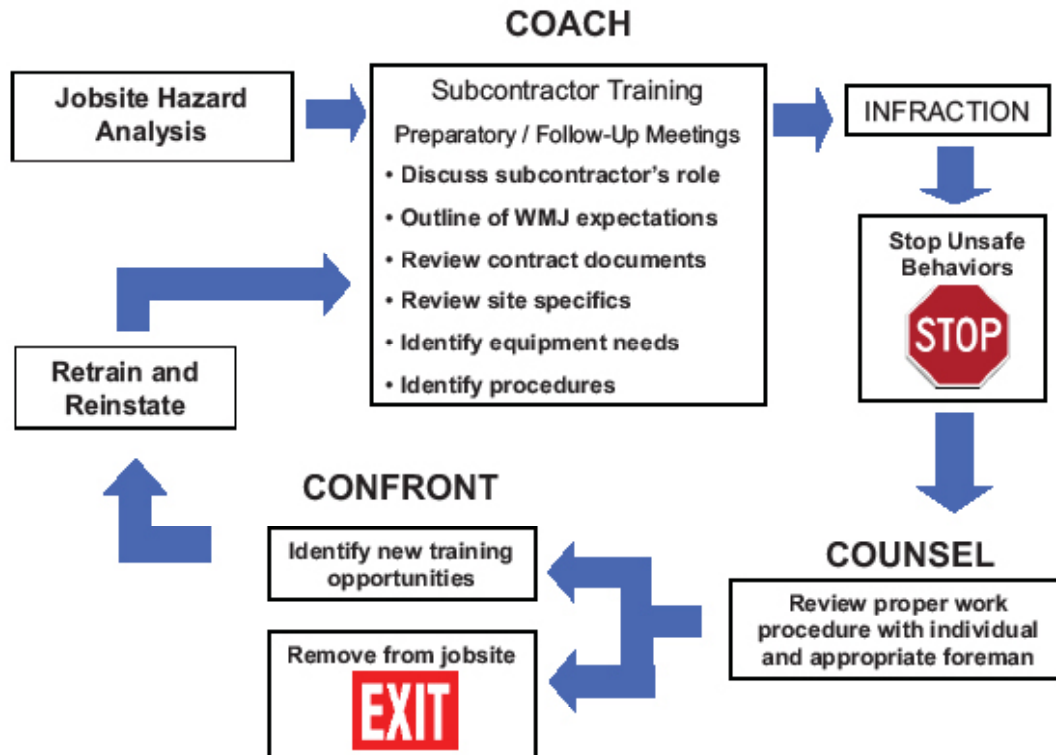 COACH
Jobsite Hazard
Analysis
Subcontractor Training
Preparatory / Follow-Up Meetings
• Discuss subcontractor's role
• Outline of WMJ expectations
• Review contract documents
• Review site specifics
• Identify equipment needs
• Identify procedures
INFRACTION
Stop Unsafe
Behaviors
STOP
COUNSEL
Review proper work
procedure with individual
and appropriate foreman
CONFRONT
Identify new training
opportunities
Remove from jobsite
EXIT
Retrain and
Reinstate